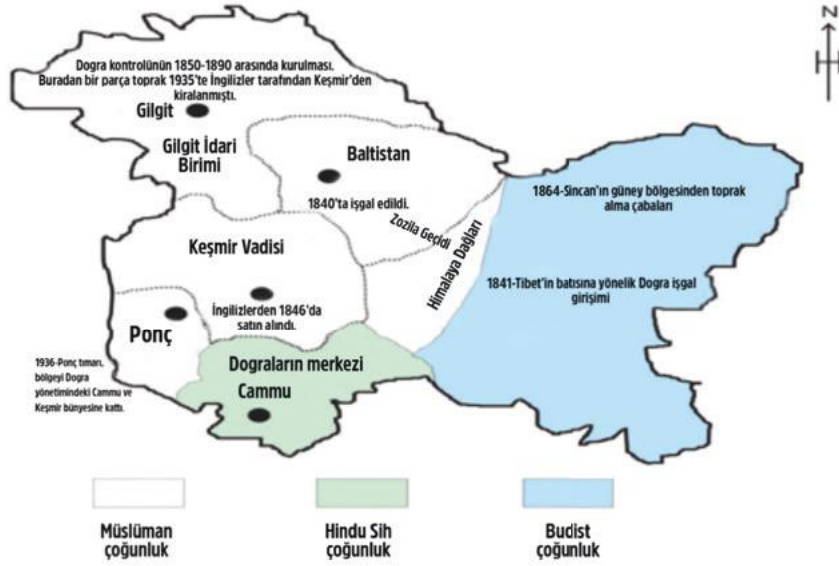 N
Dogra kontrolünün 1850-1890 arasında kurulması.
Buradan bir parça toprak 1935'te İngilizler tarafından Keşmir'den
kiralanmıştı.
Gilgit
Gilgit İdari
Birimi
Baltistan
1840'ta işgal edildi.
Zozila Geçidi
Himalaya Dağları
1864-Sincan'ın güney bölgesinden toprak
alma çabaları
1841-Tibet'in batısına yönelik Dogra işgal
girişimi
Keşmir Vadisi
İngilizlerden 1846'da
satın alındı.
Ponç
1936-Ponç tımarı,
bölgeyi Dogra
yönetimindeki Cammu ve
Keşmir bünyesine kattı.
Dograların merkezi
Cammu
Müslüman
çoğunluk
Hindu Sih
çoğunluk
Budist
çoğunluk